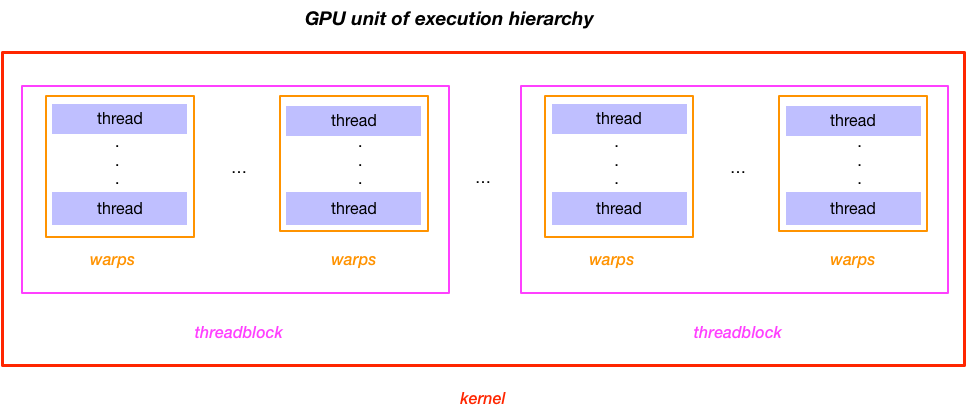 GPU unit of execution hierarchy
thread thread thread thread
. . . .
. ... . ... . ... .
. . . .
thread thread thread thread
warps warps warps warps
threadblock threadblock
kernel